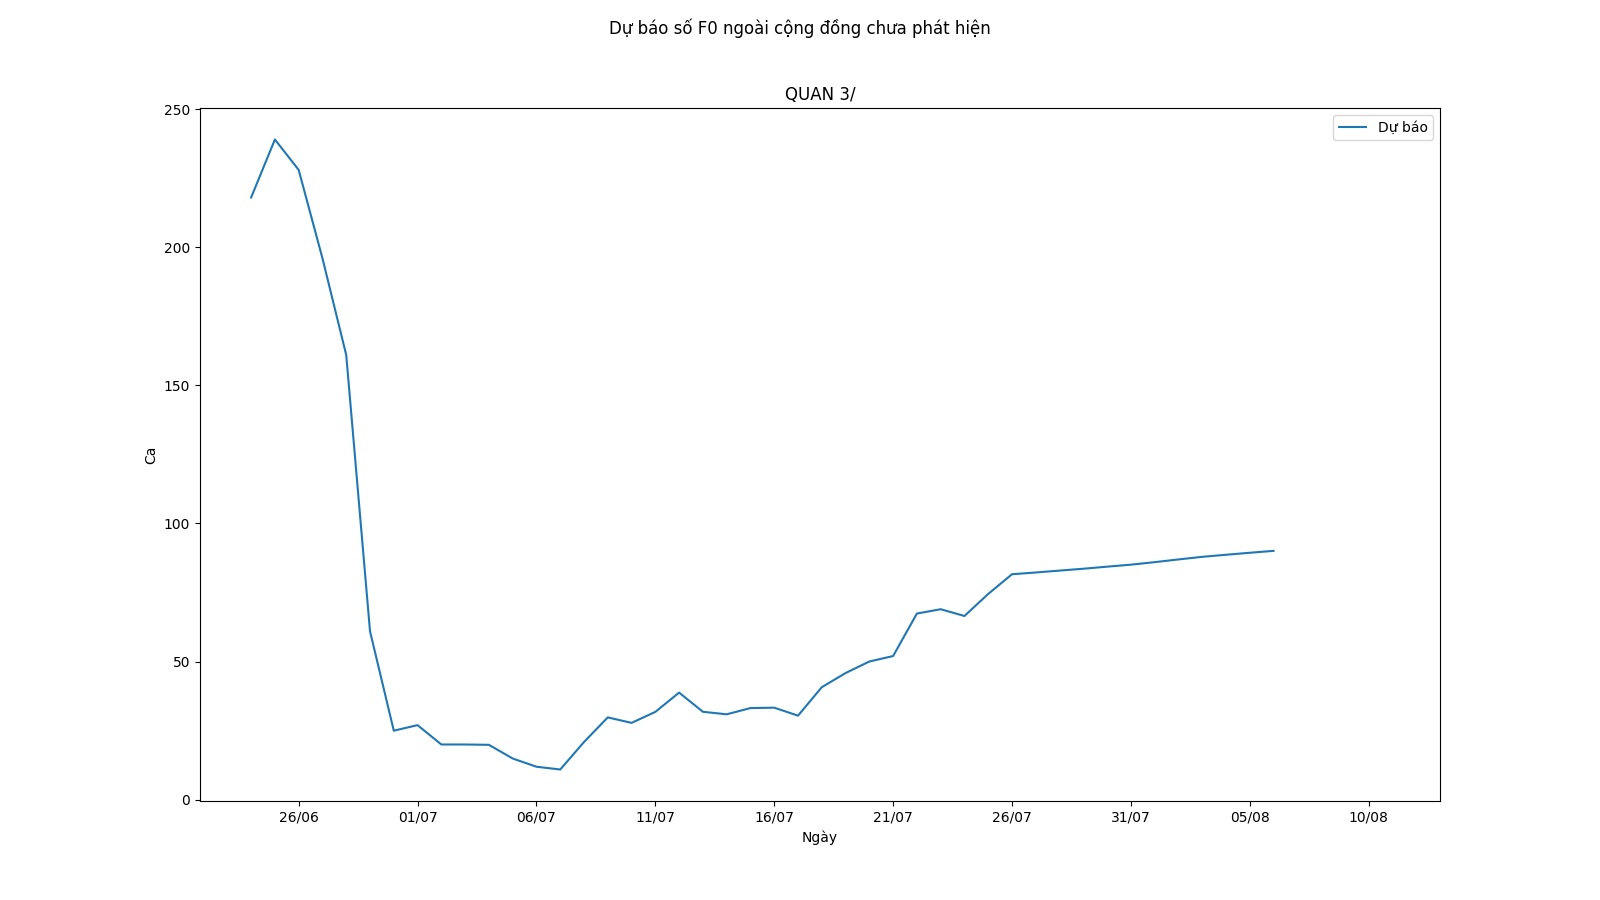 Dự báo số F0 ngoài cộng đồng chưa phát hiện
QUAN 3/
Dự báo
250
200
150
100
50
0
Ca
26/06 01/07 06/07 11/07 16/07 21/07 26/07 31/07 05/08 10/08
Ngày